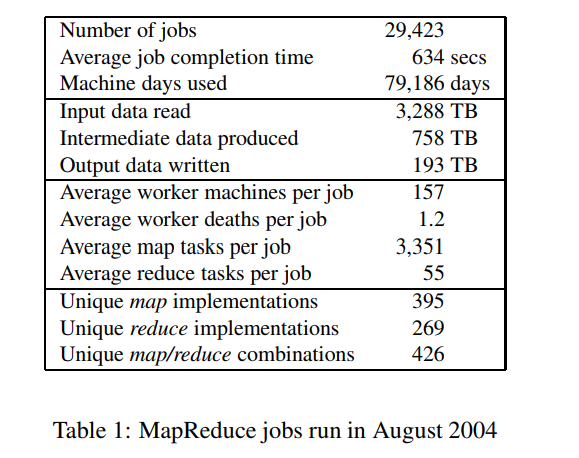 Number of jobs 29,423
Average job completion time 634 secs
Machine days used 79,186 days
Input data read 3,288 TB
Intermediate data produced 758 TB
Output data written 193 TB
Average worker machines per job 157
Average worker deaths per job 1.2
Average map tasks per job 3,351
Average reduce tasks per job 55
Unique map implementations 395
Unique reduce implementations 269
Unique map/reduce combinations 426
Table 1: MapReduce jobs run in August 2004